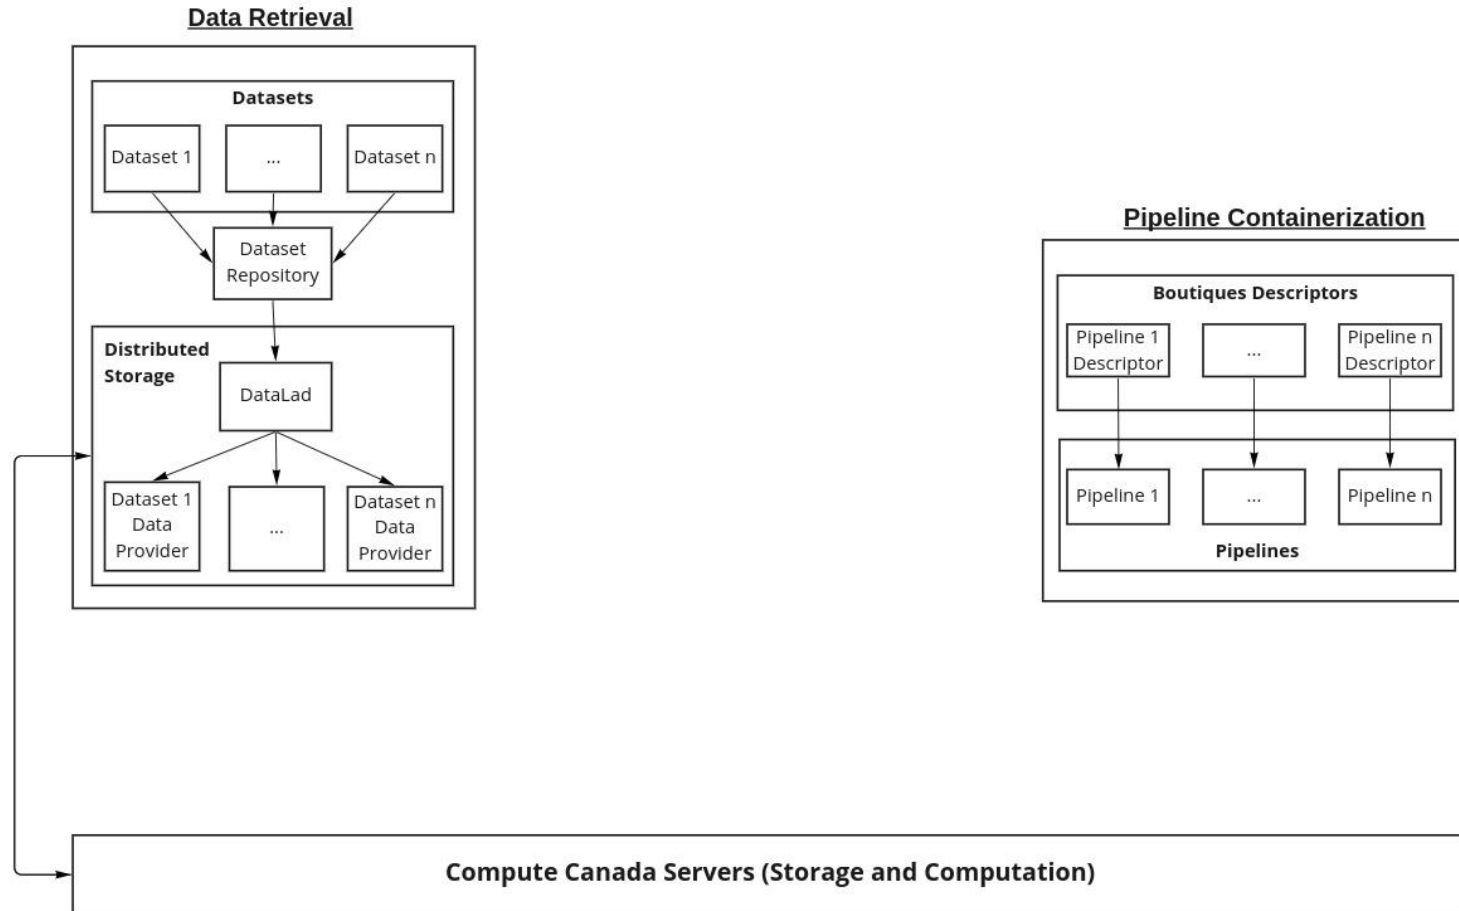 Data Retrieval
Datasets
Dataset 1
...
Dataset n
Dataset
Repository
Distributed
Storage
DataLad
Dataset 1
Data
Provider
...
Dataset n
Data
Provider
Pipeline Containerization
Boutiques Descriptors
Pipeline 1
Descriptor
...
Pipeline n
Descriptor
Pipeline 1
...
Pipeline n
Pipelines
Compute Canada Servers (Storage and Computation)